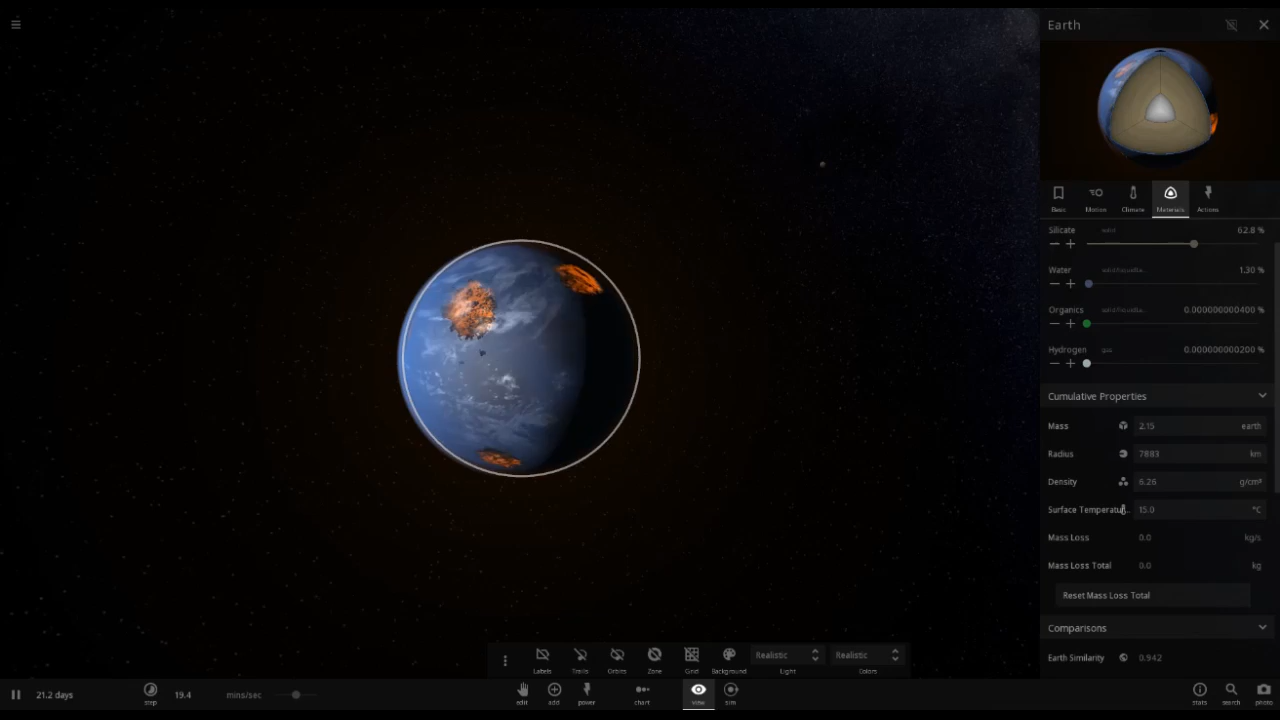 Earth
Basic Motion Climate Materials Actions
Silicate solid 62.8 %
Water 1.30 %
Organics 0.000000000400 %
Hydrogen gas 0.000000000200 %
Cumulative Properties
Mass 2.15 earth
Radius 7883 km
Density 6.26 g/cm³
Surface Temperatu... 15.0 °C
Mass Loss 0.0 kg/s
Mass Loss Total 0.0 kg
Reset Mass Loss Total
Comparisons
Earth Similarity 0.942
Realistic Realistic
Labels Trails Orbits Zone Grid Background Light Colors
21.2 days 19.4 mins/sec
step edit add power chart view sim stats search photo